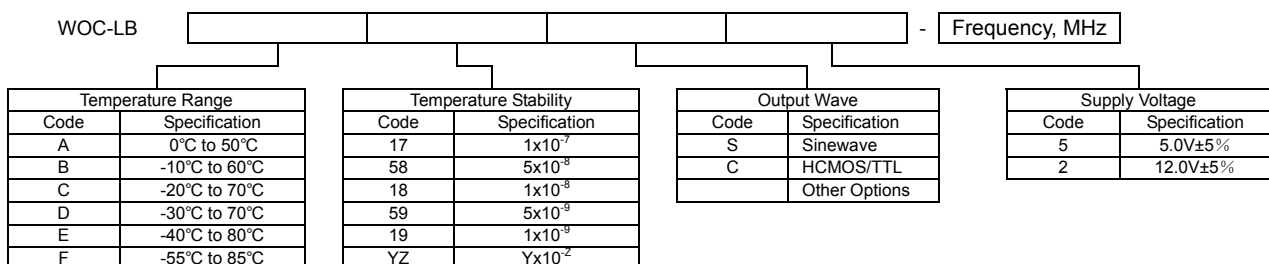 WOC-LB - Frequency, MHz
Temperature Range
Code Specification
A 0℃ to 50℃
B -10℃ to 60℃
C -20℃ to 70℃
D -30℃ to 70℃
E -40℃ to 80℃
F -55℃ to 85℃
Temperature Stability
Code Specification
17 1x10⁻⁷
58 5x10⁻⁸
18 1x10⁻⁸
59 5x10⁻⁹
19 1x10⁻⁹
YZ Yx10⁻ᶻ
Output Wave
Code Specification
S Sinewave
C HCMOS/TTL
Other Options
Supply Voltage
Code Specification
5 5.0V±5%
2 12.0V±5%